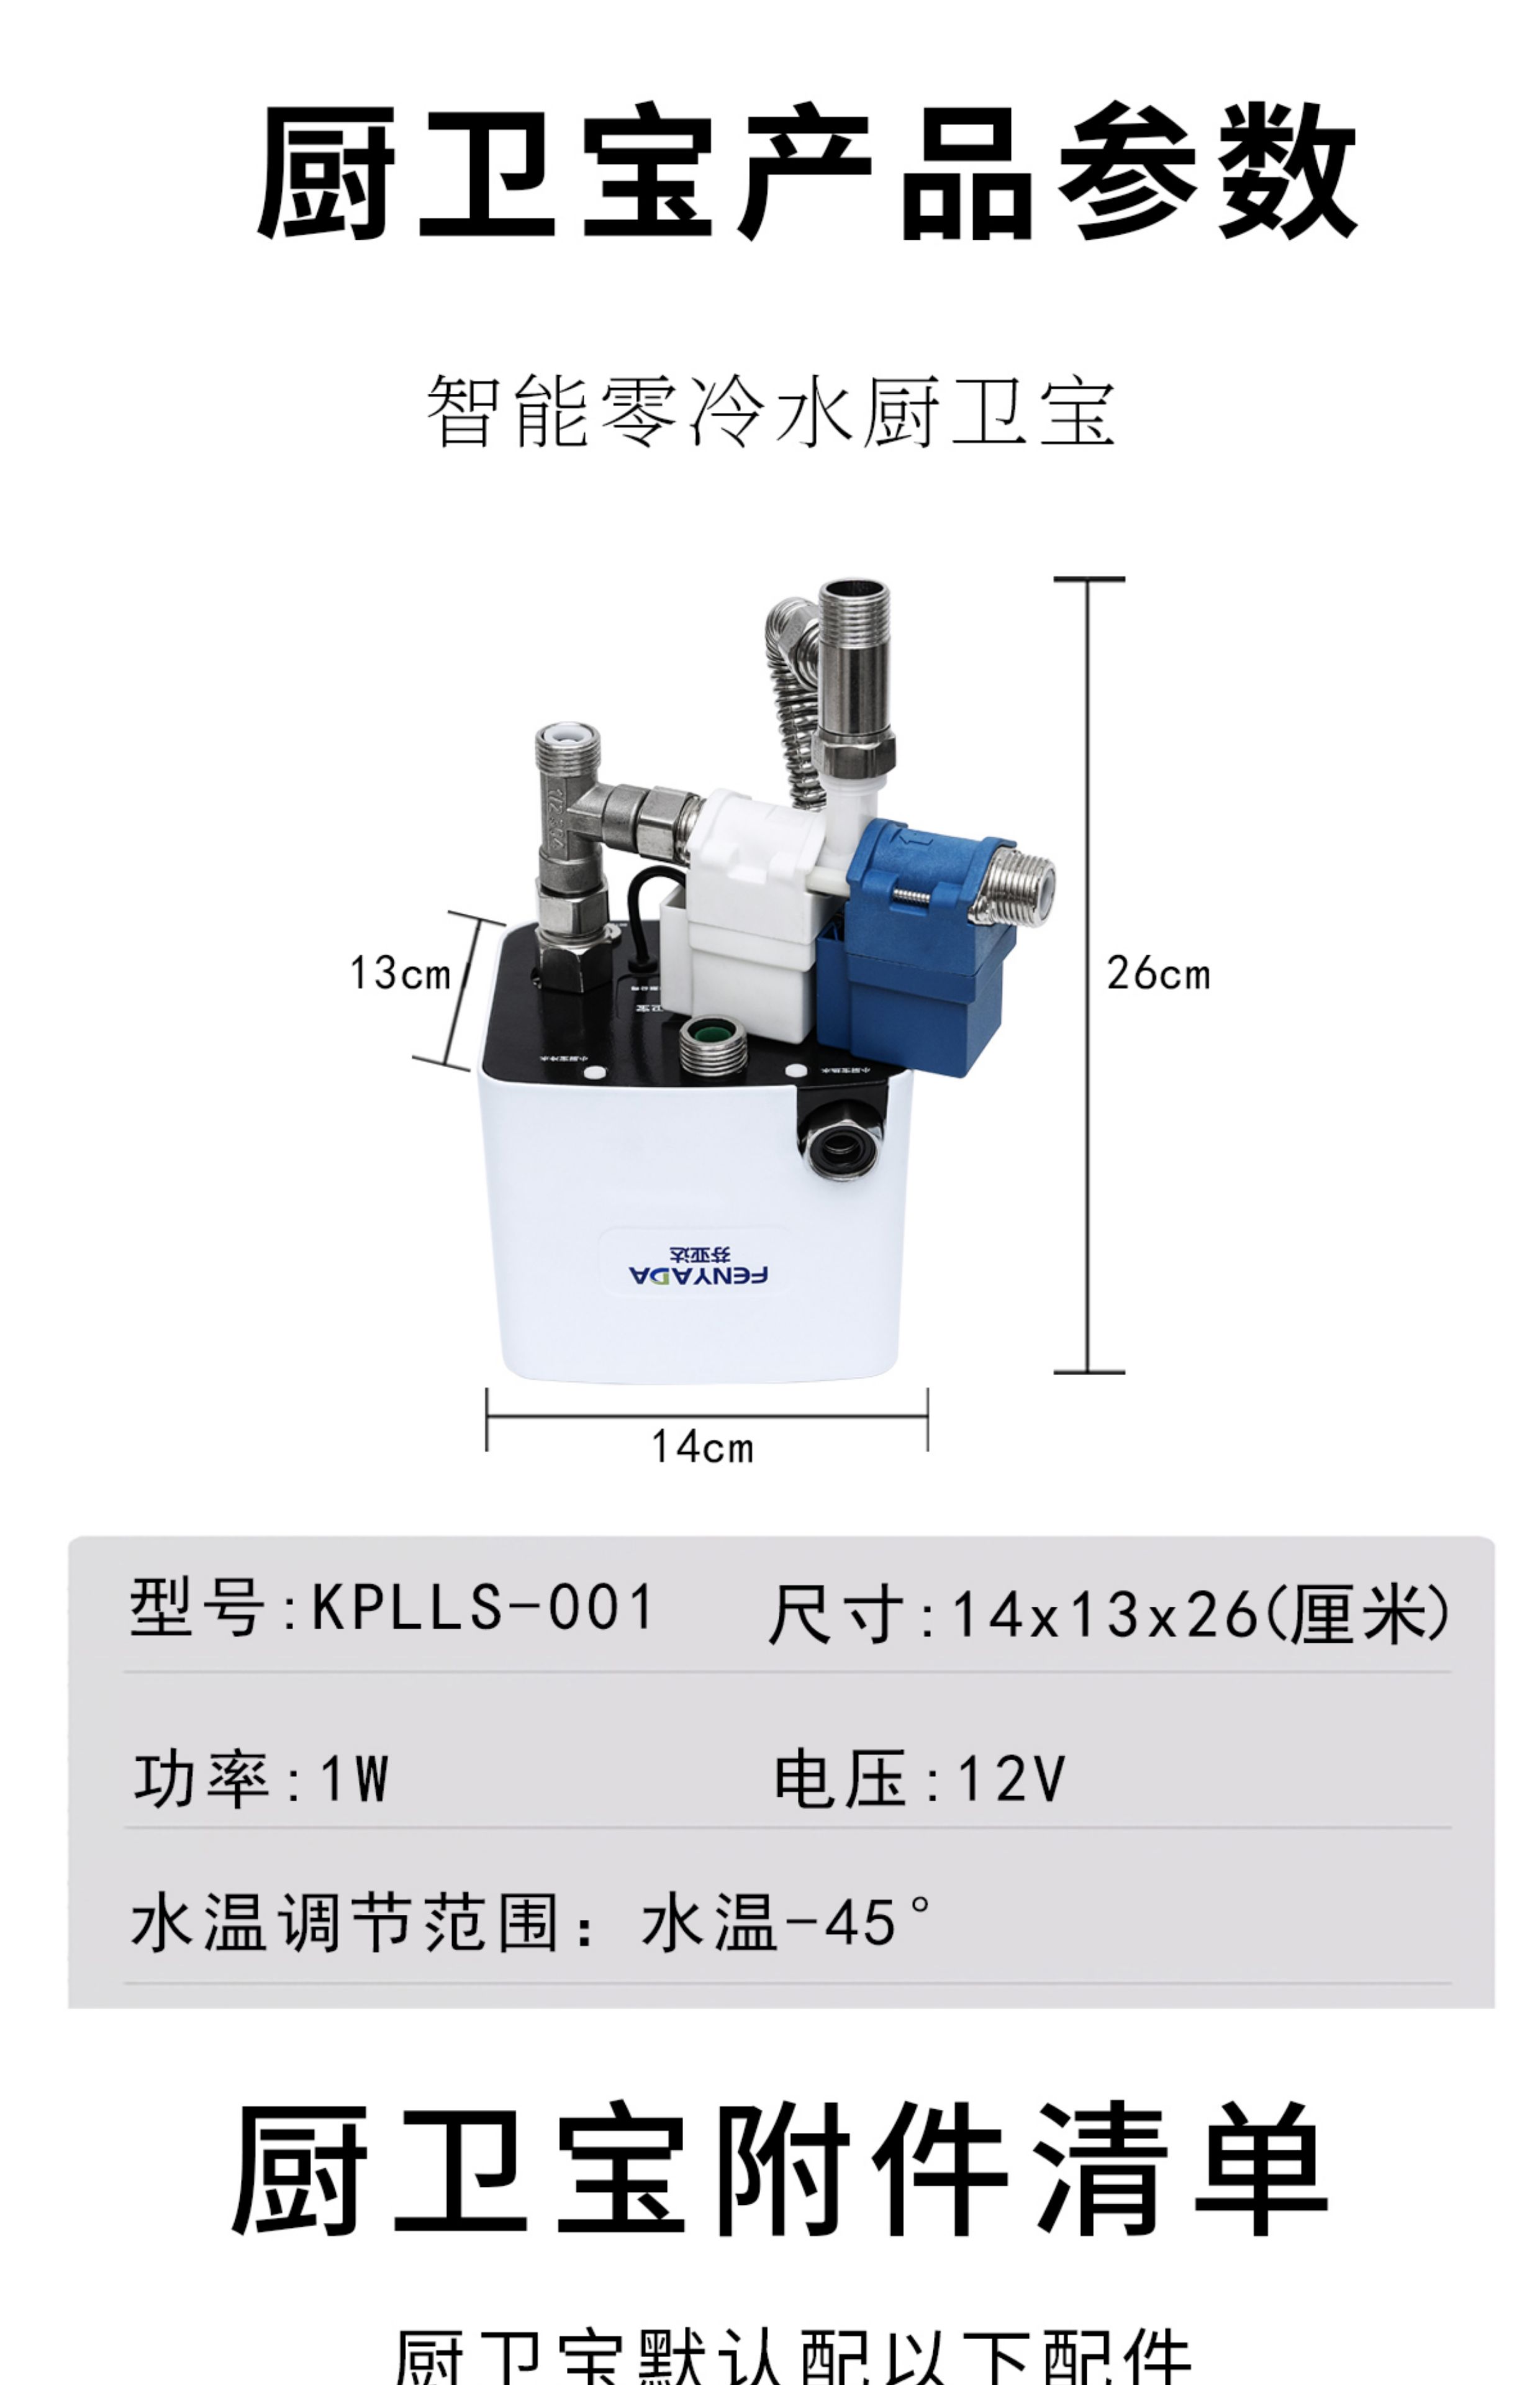 厨卫宝产品参数
智能零冷水厨卫宝
13cm
26cm
芬亚达
FENYADA
14cm
型号:KPLLS-001 尺寸:14x13x26(厘米)
功率:1W 电压:12V
水温调节范围：水温-45°
厨卫宝附件清单
厨卫宝默认配以下配件